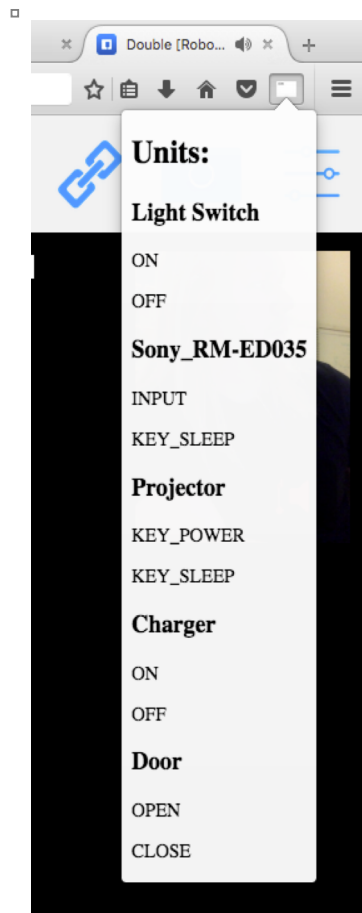 Double [Robo...
Units:
Light Switch
ON
OFF
Sony_RM-ED035
INPUT
KEY_SLEEP
Projector
KEY_POWER
KEY_SLEEP
Charger
ON
OFF
Door
OPEN
CLOSE